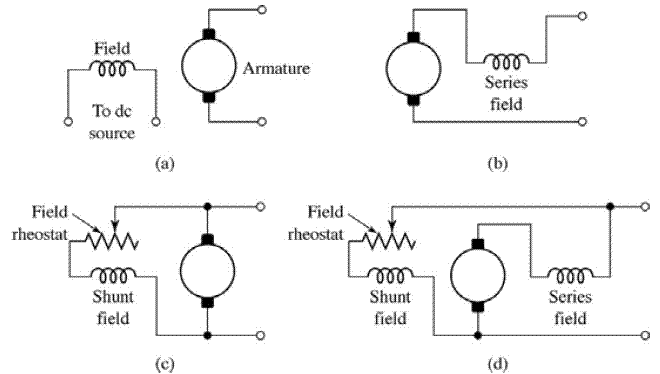 Field
To dc
source
Armature
(a)
Series
field
(b)
Field
rheostat
Shunt
field
(c)
Field
rheostat
Shunt
field
Series
field
(d)